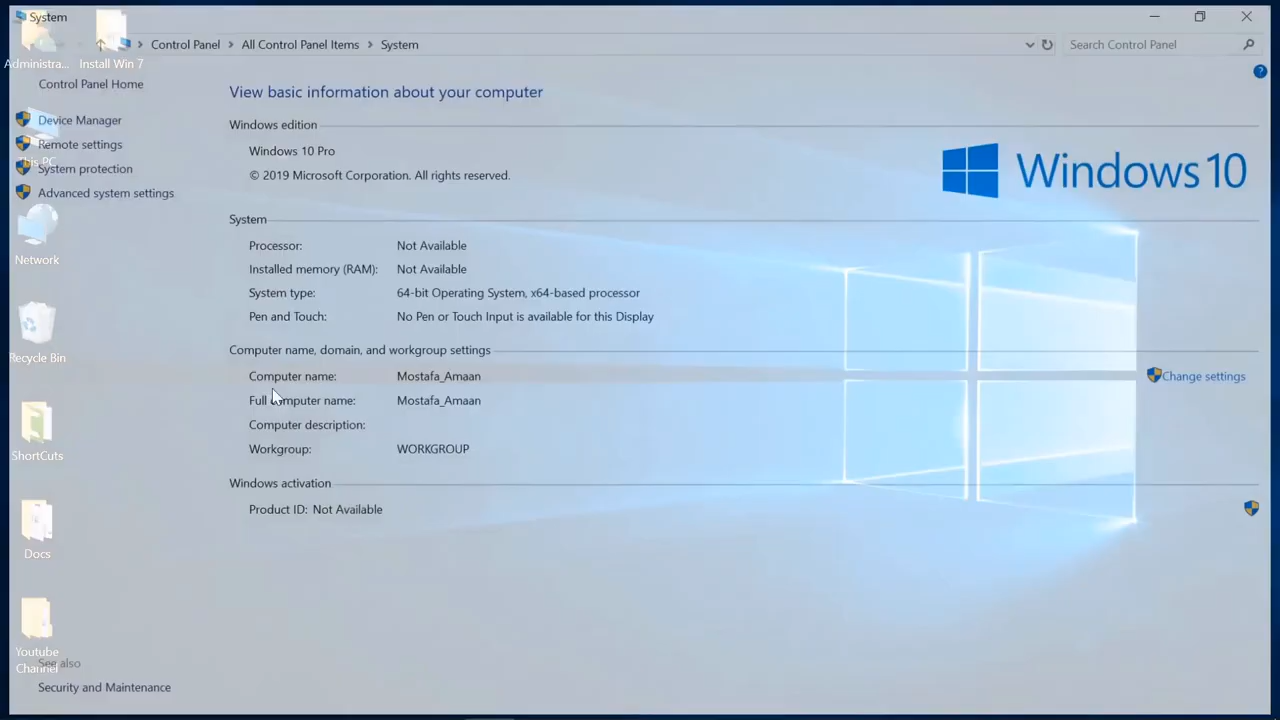 System
Administra...
Install Win 7
Control Panel > All Control Panel Items > System
Search Control Panel
Control Panel Home
Device Manager
Remote settings
This PC
System protection
Advanced system settings
Network
Recycle Bin
ShortCuts
Docs
Youtube
Channel
See also
Security and Maintenance
View basic information about your computer
Windows edition
Windows 10 Pro
© 2019 Microsoft Corporation. All rights reserved.
Windows 10
System
Processor: Not Available
Installed memory (RAM): Not Available
System type: 64-bit Operating System, x64-based processor
Pen and Touch: No Pen or Touch Input is available for this Display
Computer name, domain, and workgroup settings
Computer name: Mostafa_Amaan
Change settings
Full computer name: Mostafa_Amaan
Computer description:
Workgroup: WORKGROUP
Windows activation
Product ID: Not Available